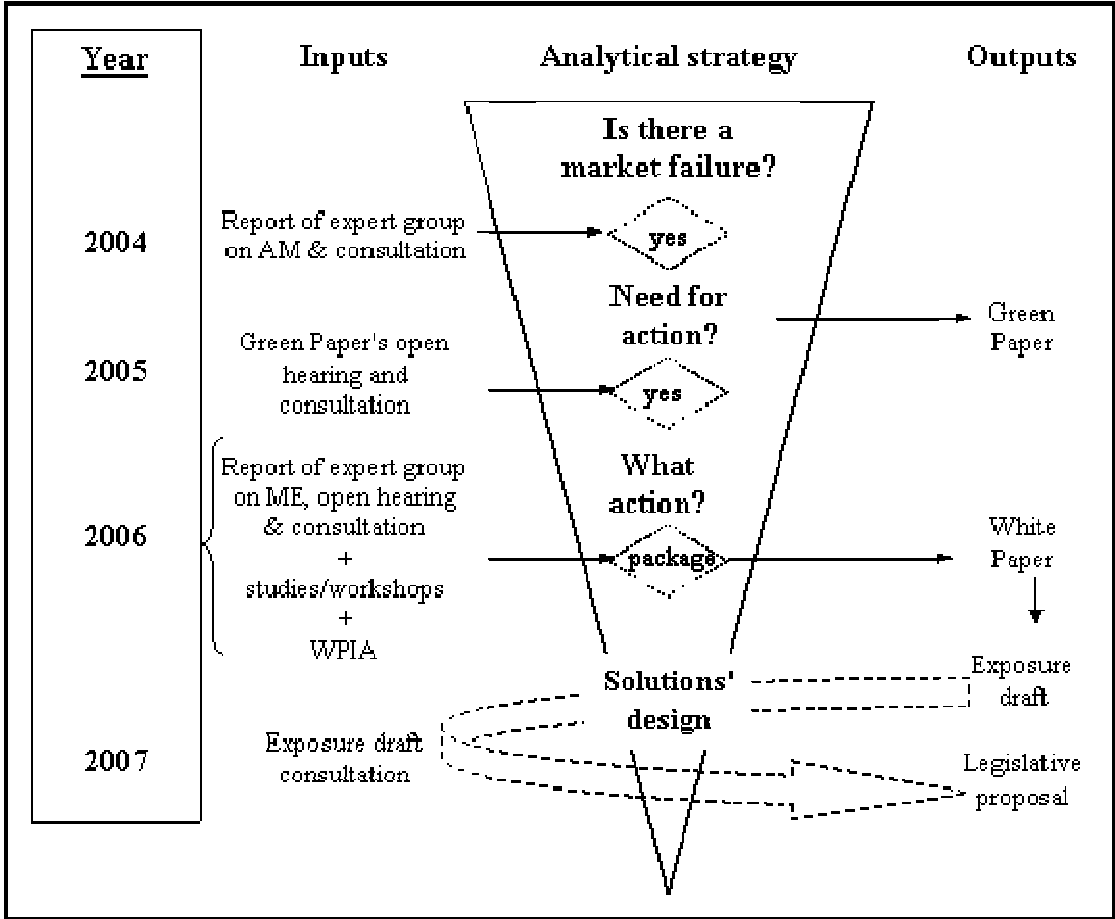 Year
Inputs
Analytical strategy
Outputs
Is there a
market failure?
2004
Report of expert group
on AM & consultation
yes
Need for
action?
Green
Paper
2005
Green Paper's open
hearing and
consultation
yes
What
action?
2006
Report of expert group
on ME, open hearing
& consultation
+
studies/workshops
+
WPIA
package
White
Paper
Solutions'
design
Exposure
draft
2007
Exposure draft
consultation
Legislative
proposal